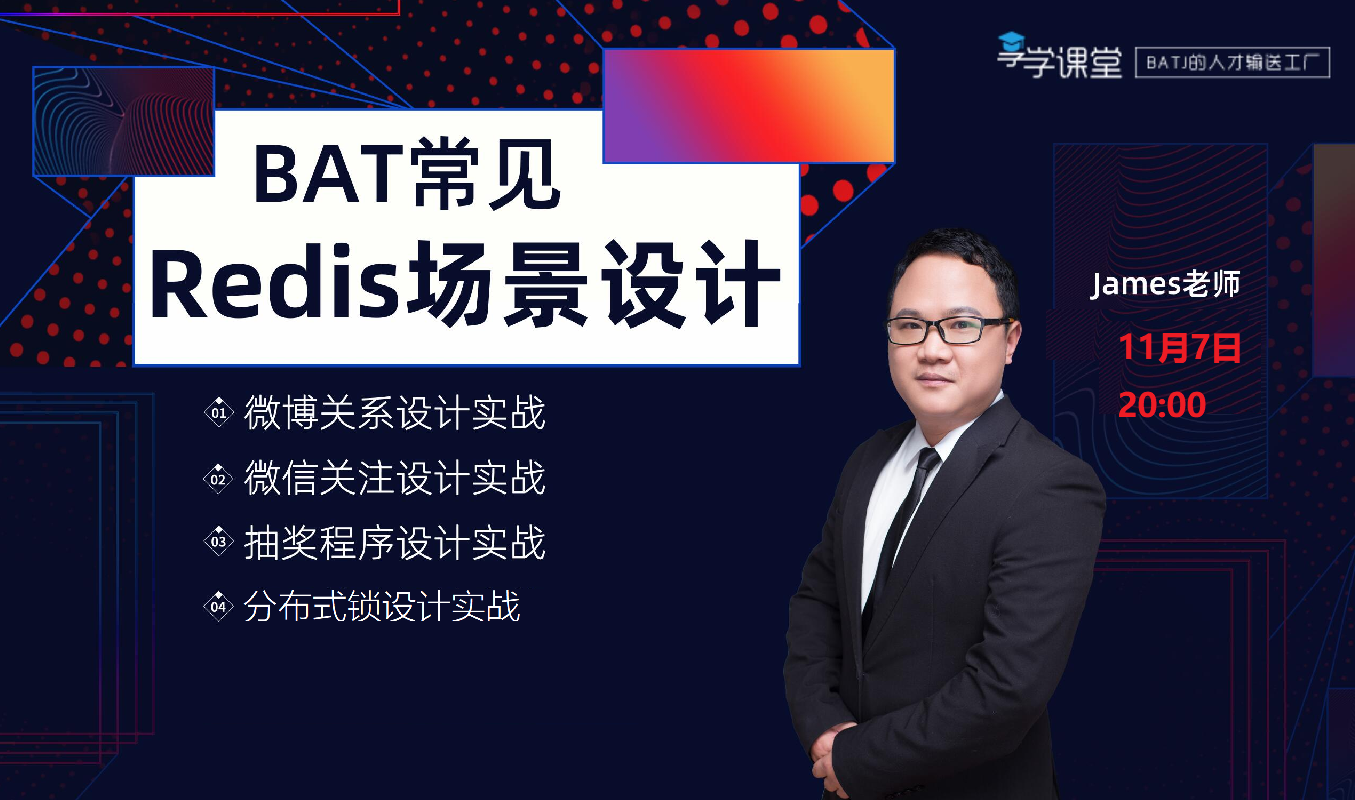 享学课堂
BATJ的人才输送工厂
BAT常见
Redis场景设计
James老师
11月7日
20:00
01 微博关系设计实战
02 微信关注设计实战
03 抽奖程序设计实战
04 分布式锁设计实战